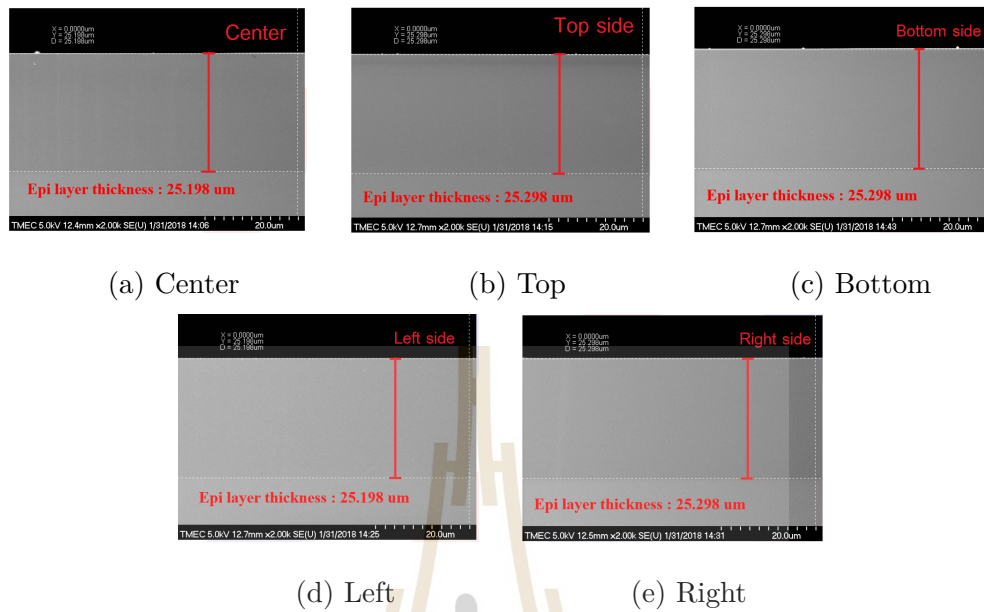 X = 0.0000um
Y = 25.198um
D = 25.198um
Center
Epi layer thickness : 25.198 um
TMEC 5.0kV 12.4mm x2.00k SE(U) 1/31/2018 14:06
20.0um
(a) Center
X = 0.0000um
Y = 25.298um
D = 25.298um
Top side
Epi layer thickness : 25.298 um
TMEC 5.0kV 12.7mm x2.00k SE(U) 1/31/2018 14:15
20.0um
(b) Top
X = 0.0000um
Y = 25.298um
D = 25.298um
Bottom side
Epi layer thickness : 25.298 um
TMEC 5.0kV 12.7mm x2.00k SE(U) 1/31/2018 14:43
20.0um
(c) Bottom
X = 0.0000um
Y = 25.198um
D = 25.198um
Left side
Epi layer thickness : 25.198 um
TMEC 5.0kV 12.7mm x2.00k SE(U) 1/31/2018 14:25
20.0um
(d) Left
X = 0.0000um
Y = 25.298um
D = 25.298um
Right side
Epi layer thickness : 25.298 um
TMEC 5.0kV 12.5mm x2.00k SE(U) 1/31/2018 14:31
20.0um
(e) Right